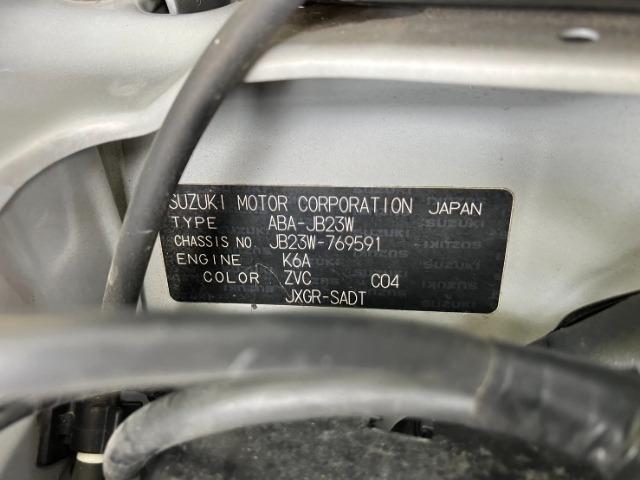 SUZUKI MOTOR CORPORATION JAPAN
TYPE ABA-JB23W
CHASSIS NO. JB23W-769591
ENGINE K6A
COLOR ZVC C04
JXGR-SADT